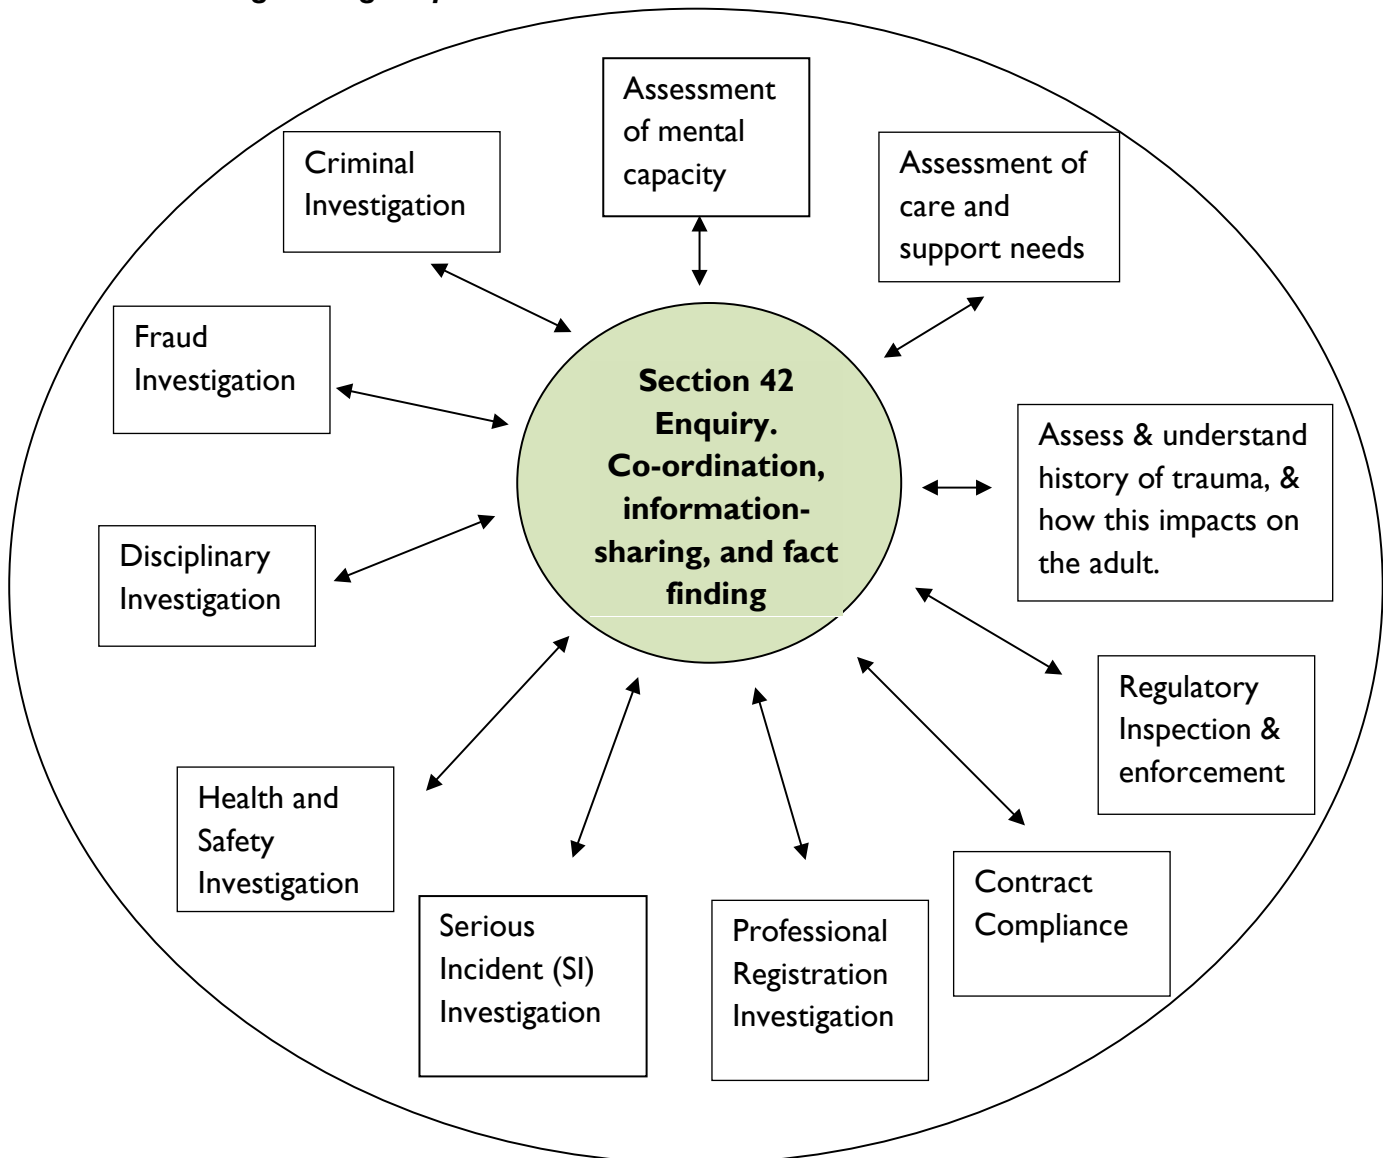 Assessment
of mental
capacity
Criminal
Investigation
Assessment of
care and
support needs
Fraud
Investigation
Section 42
Enquiry.
Co-ordination,
information-
sharing, and fact
finding
Assess & understand
history of trauma, &
how this impacts on
the adult.
Disciplinary
Investigation
Regulatory
Inspection &
enforcement
Health and
Safety
Investigation
Contract
Compliance
Serious
Incident (SI)
Investigation
Professional
Registration
Investigation